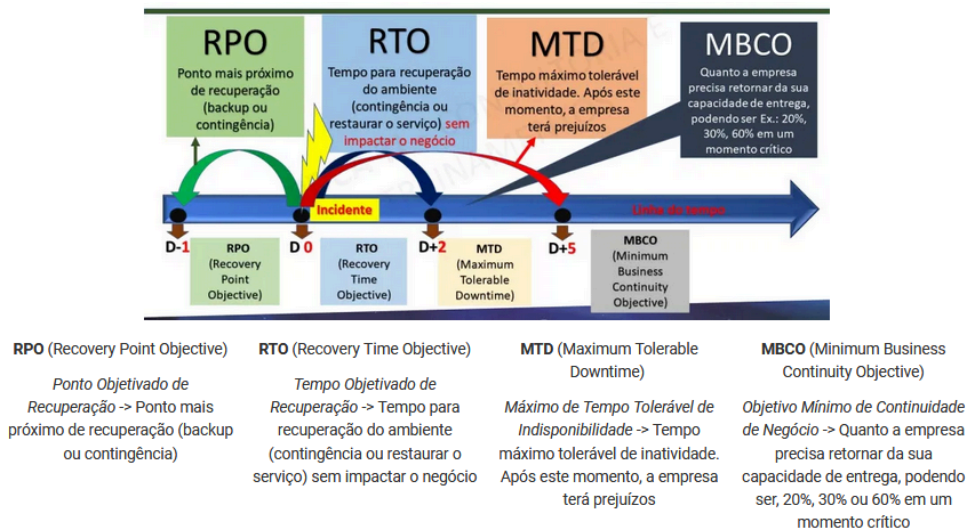 RPO
Ponto mais próximo
de recuperação
(backup ou
contingência)
RTO
Tempo para recuperação
do ambiente
(contingência ou
restaurar o serviço) sem
impactar o negócio
MTD
Tempo máximo tolerável
de inatividade. Após este
momento, a empresa
terá prejuízos
MBCO
Quanto a empresa
precisa retornar da sua
capacidade de entrega,
podendo ser Ex.: 20%,
30%, 60% em um
momento crítico
Incidente
Linha do tempo
D-1
D 0
D+2
D+5
RPO
(Recovery
Point
Objective)
RTO
(Recovery
Time
Objective)
MTD
(Maximum
Tolerable
Downtime)
MBCO
(Minimum
Business
Continuity
Objective)
RPO (Recovery Point Objective)
Ponto Objetivado de
Recuperação -> Ponto mais
próximo de recuperação (backup
ou contingência)
RTO (Recovery Time Objective)
Tempo Objetivado de
Recuperação -> Tempo para
recuperação do ambiente
(contingência ou restaurar o
serviço) sem impactar o negócio
MTD (Maximum Tolerable
Downtime)
Máximo de Tempo Tolerável de
Indisponibilidade -> Tempo
máximo tolerável de inatividade.
Após este momento, a empresa
terá prejuízos
MBCO (Minimum Business
Continuity Objective)
Objetivo Mínimo de Continuidade
de Negócio -> Quanto a empresa
precisa retornar da sua
capacidade de entrega, podendo
ser, 20%, 30% ou 60% em um
momento crítico